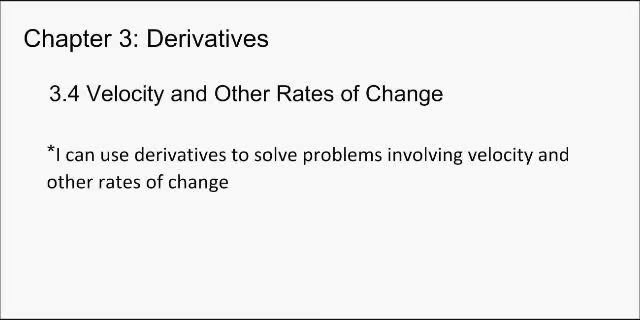 Chapter 3: Derivatives
3.4 Velocity and Other Rates of Change
*I can use derivatives to solve problems involving velocity and
other rates of change